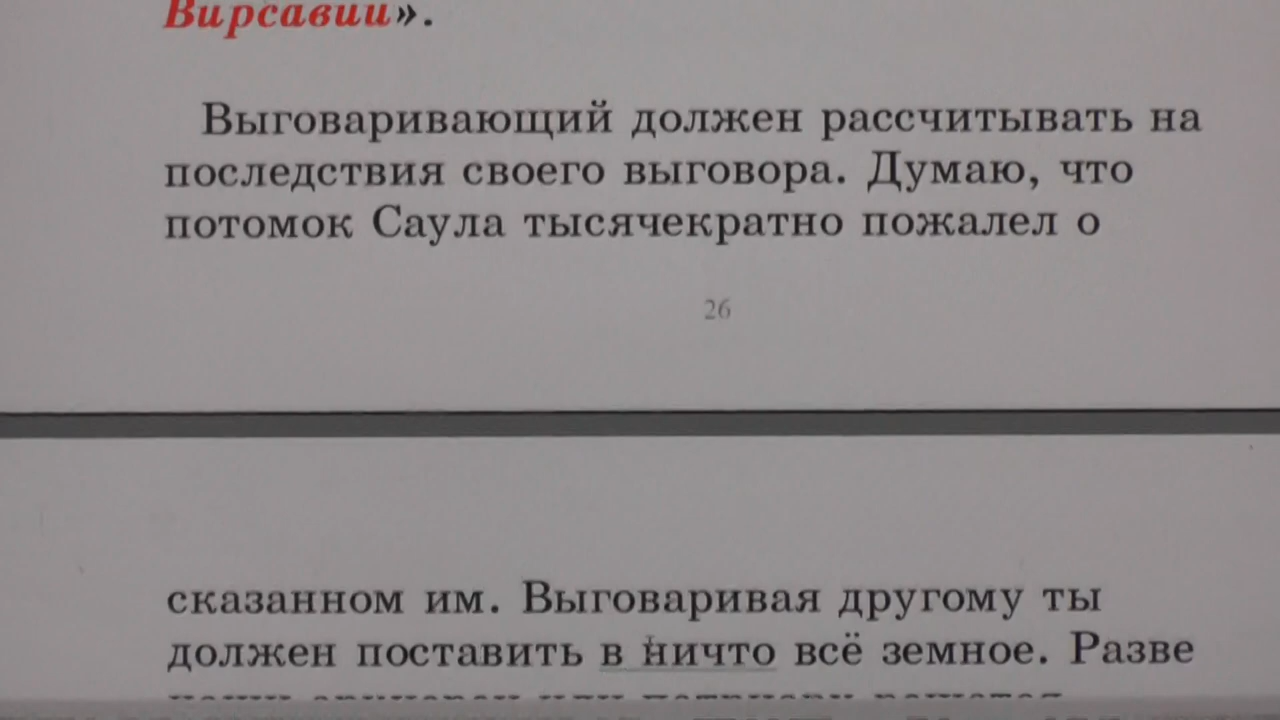 Вирсавии».
Выговаривающий должен рассчитывать на
последствия своего выговора. Думаю, что
потомок Саула тысячекратно пожалел о
26
сказанном им. Выговаривая другому ты
должен поставить в ничто всё земное. Разве